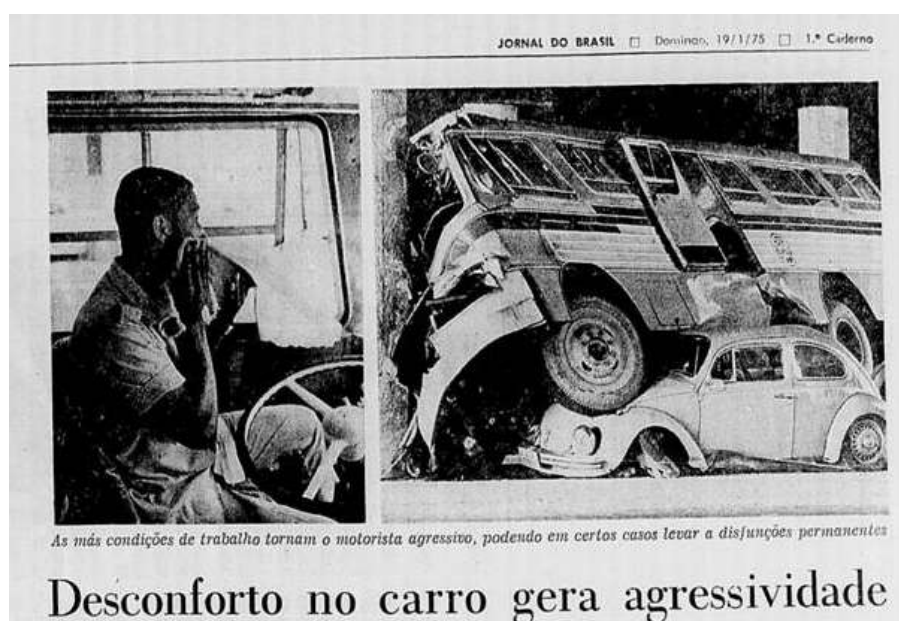 JORNAL DO BRASIL □ Domingo, 19/1/75 □ 1.º Caderno
As más condições de trabalho tornam o motorista agressivo, podendo em certos casos levar a disfunções permanentes
Desconforto no carro gera agressividade